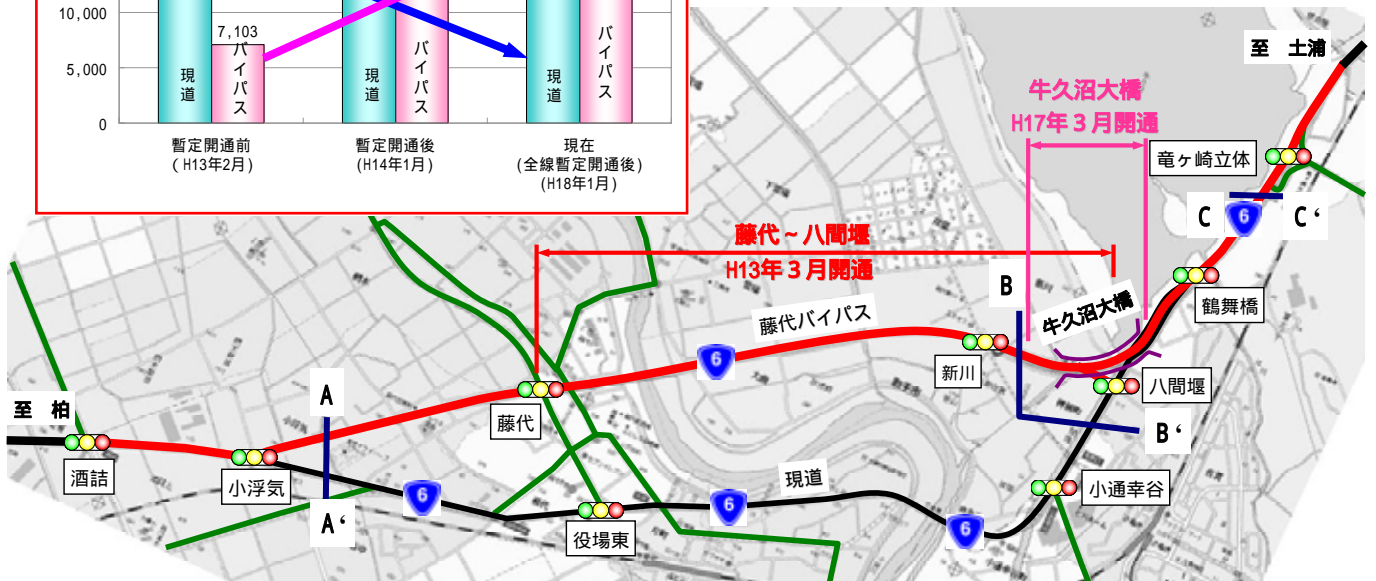 10,000
5,000
0
7,103
現道
バイパス
現道
バイパス
現道
バイパス
暫定開通前
(H13年2月)
暫定開通後
(H14年1月)
現在
(全線暫定開通後)
(H18年1月)
至 土浦
牛久沼大橋
H17年3月開通
竜ヶ崎立体
C
6
C‘
藤代~八間堰
H13年3月開通
B
牛久沼大橋
鶴舞橋
藤代バイパス
6
新川
八間堰
A
至 柏
藤代
B‘
酒詰
小浮気
現道
小通幸谷
6
6
A‘
役場東
6